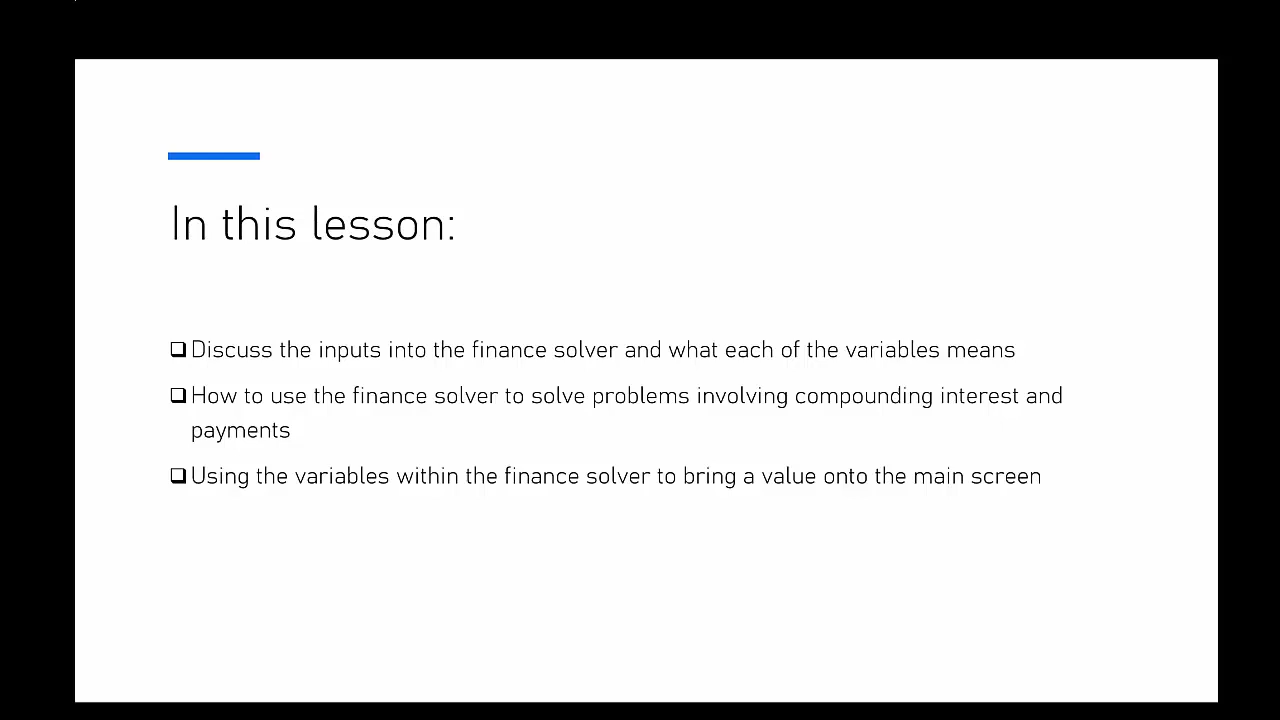 In this lesson:
❑ Discuss the inputs into the finance solver and what each of the variables means
❑ How to use the finance solver to solve problems involving compounding interest and
payments
❑ Using the variables within the finance solver to bring a value onto the main screen